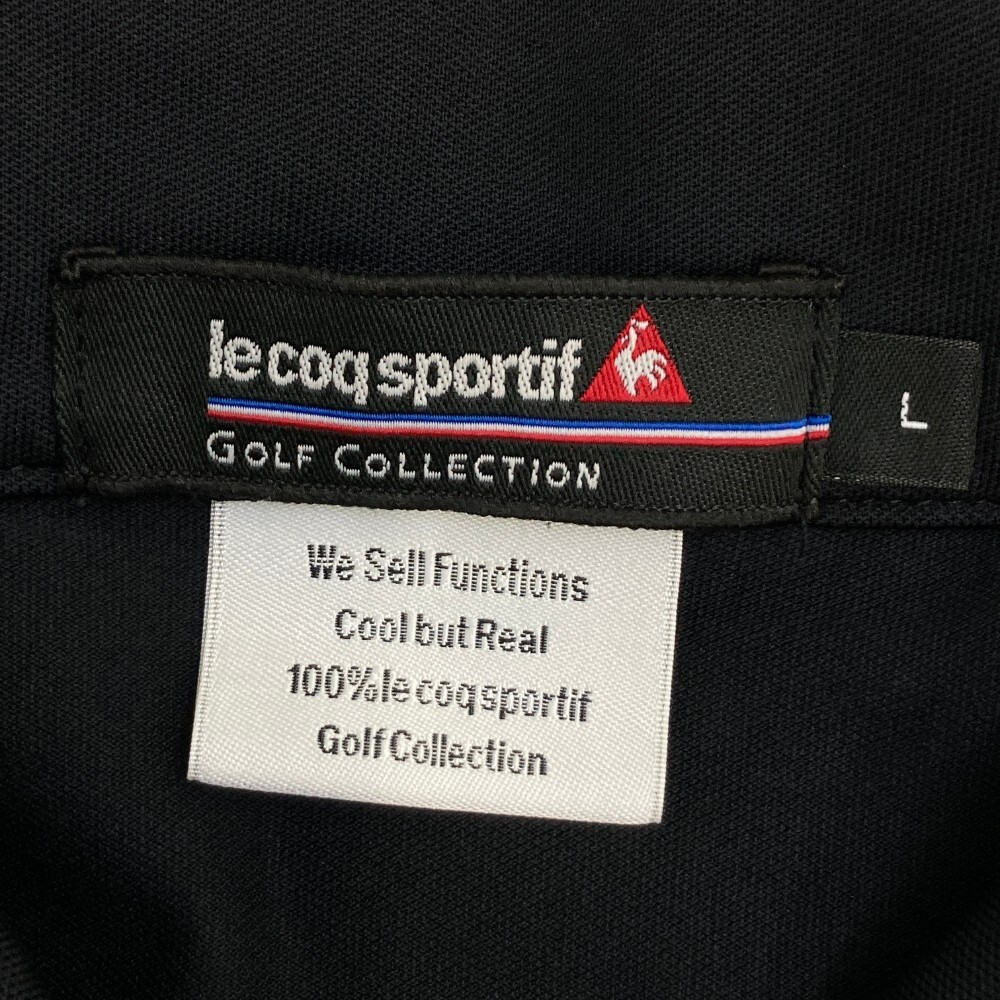 le coq sportif
GOLF COLLECTION
L
We Sell Functions
Cool but Real
100% le coq sportif
Golf Collection